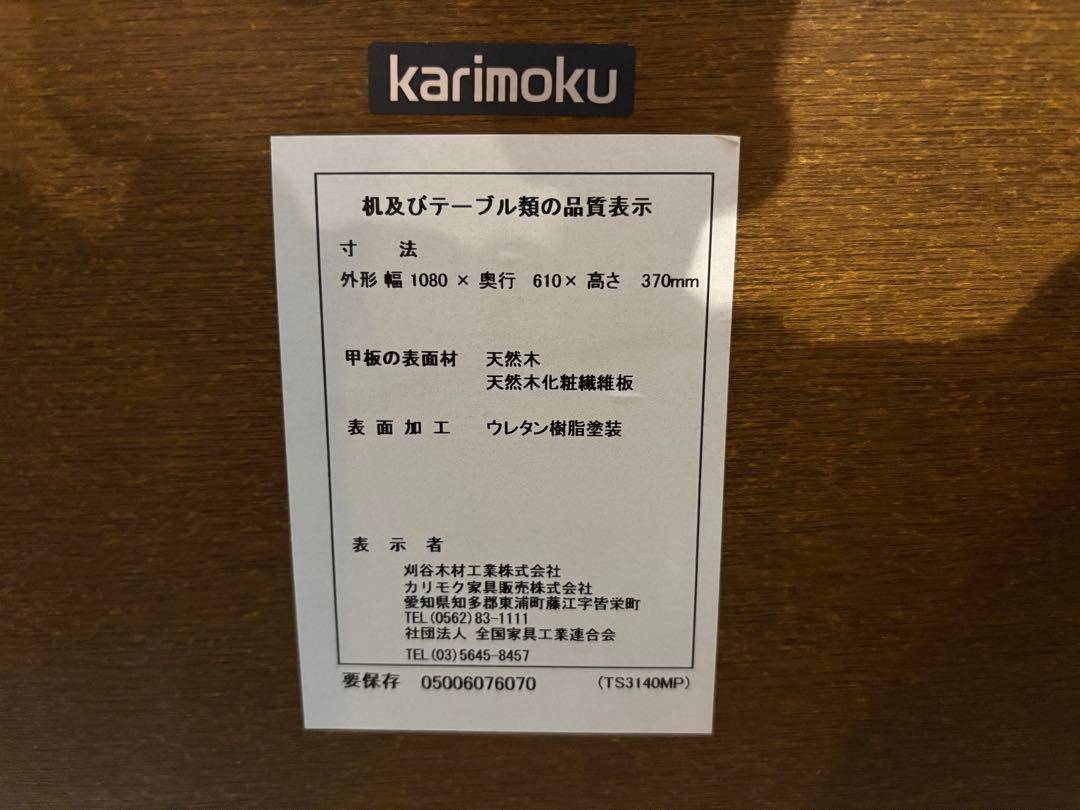 karimoku
机及びテーブル類の品質表示
寸 法
外形 幅 1080 × 奥行 610× 高さ 370mm
甲板の表面材 天然木
天然木化粧繊維板
表 面 加 工 ウレタン樹脂塗装
表 示 者
刈谷木材工業株式会社
カリモク家具販売株式会社
愛知県知多郡東浦町藤江字皆栄町
TEL(0562)83-1111
社団法人 全国家具工業連合会
TEL(03)5645-8457
要保存 05006076070 (TS3140MP)